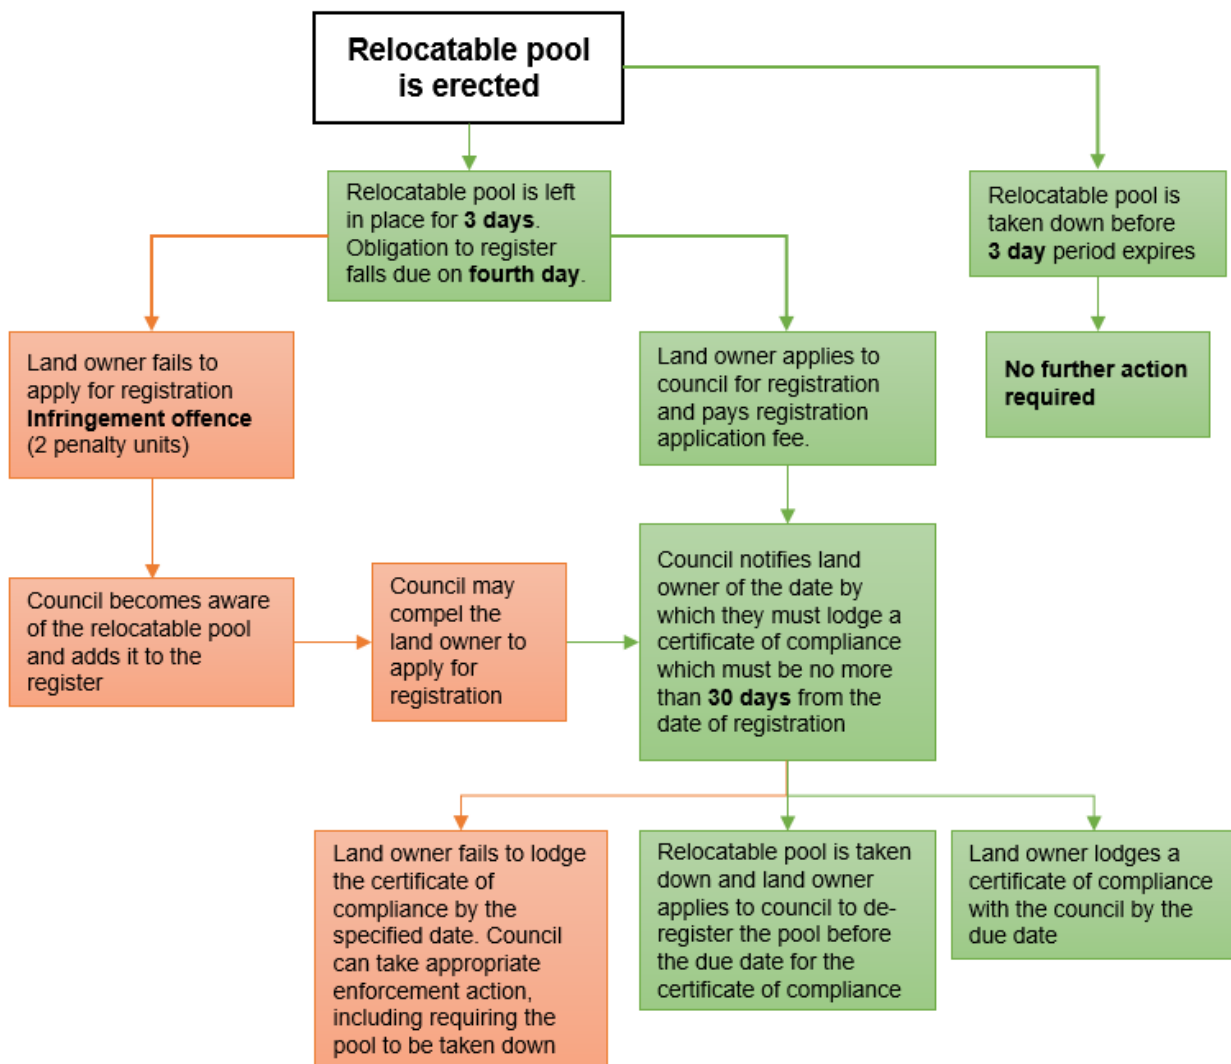 Relocatable pool
is erected
Relocatable pool is left
in place for 3 days.
Obligation to register
falls due on fourth day.
Relocatable pool is
taken down before
3 day period expires
Land owner fails to
apply for registration
Infringement offence
(2 penalty units)
Land owner applies to
council for registration
and pays registration
application fee.
No further action
required
Council becomes aware
of the relocatable pool
and adds it to the
register
Council may
compel the
land owner to
apply for
registration
Council notifies land
owner of the date by
which they must lodge a
certificate of compliance
which must be no more
than 30 days from the
date of registration
Land owner fails to lodge
the certificate of
compliance by the
specified date. Council
can take appropriate
enforcement action,
including requiring the
pool to be taken down
Relocatable pool is taken
down and land owner
applies to council to de-
register the pool before
the due date for the
certificate of compliance
Land owner lodges a
certificate of compliance
with the council by the
due date